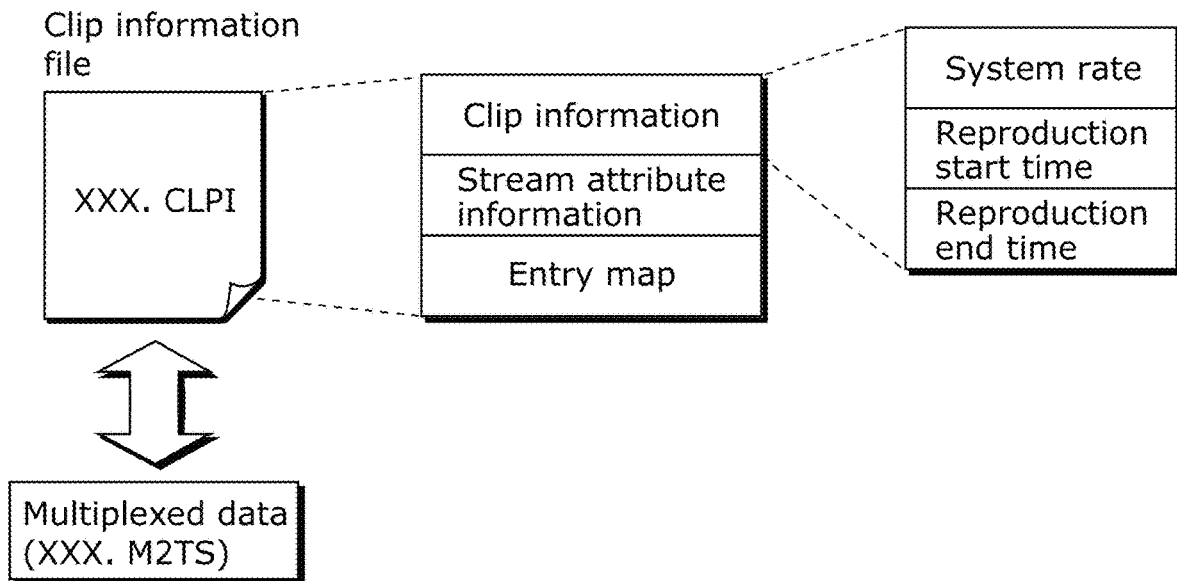 Clip information
file
XXX. CLPI
Multiplexed data
(XXX. M2TS)
Clip information
Stream attribute
information
Entry map
System rate
Reproduction
start time
Reproduction
end time